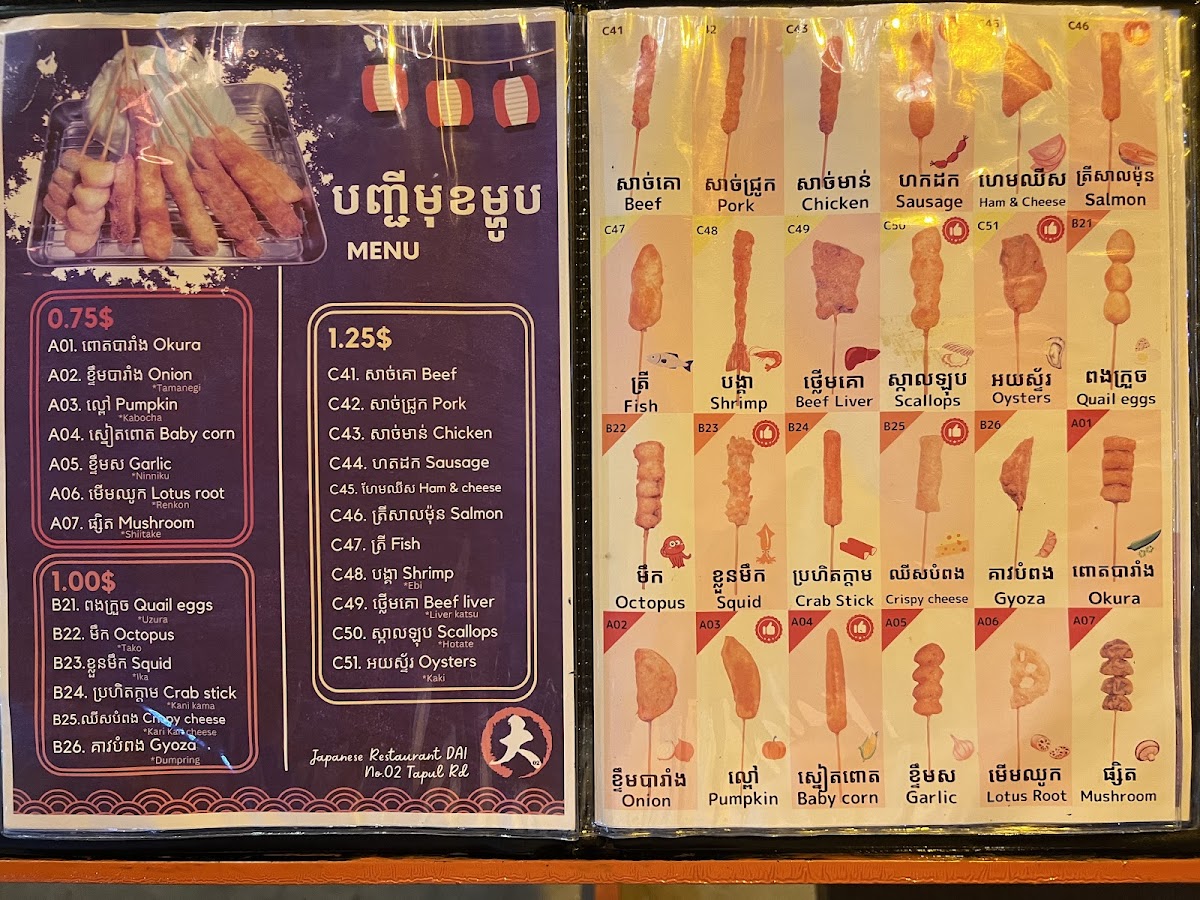 បញ្ជីមុខម្ហូប
MENU
0.75$
A01. ពោតបារាំង Okura
A02. ខ្ទឹមបារាំង Onion
*Tamanegi
A03. ល្ពៅ Pumpkin
*Kabocha
A04. ស្នៀតពោត Baby corn
A05. ខ្ទឹមស Garlic
*Ninniku
A06. មើមឈូក Lotus root
*Renkon
A07. ផ្សិត Mushroom
*Shiitake
1.00$
B21. ពងក្រួច Quail eggs
*Uzura
B22. មឹក Octopus
*Tako
B23.ខ្លួនមឹក Squid
*Ika
B24. ប្រហិតក្តាម Crab stick
*Kani kama
B25.ឈីសបំពង Crispy cheese
*Kari Kari cheese
B26. គាវបំពង Gyoza
*Dumpring
1.25$
C41. សាច់គោ Beef
C42. សាច់ជ្រូក Pork
C43. សាច់មាន់ Chicken
C44. ហតដក Sausage
C45. ហែមឈីស Ham & cheese
C46. ត្រីសាលម៉ុន Salmon
C47. ត្រី Fish
C48. បង្គា Shrimp
*Ebi
C49. ថ្លើមគោ Beef liver
*Liver katsu
C50. ស្កាលឡុប Scallops
*Hotate
C51. អយស្ទ័រ Oysters
*Kaki
Japanese Restaurant DAI
No.02 Tapul Rd
大
02
C41 42 C43 C45 C46
សាច់គោ សាច់ជ្រូក សាច់មាន់ ហតដក ហែមឈីស ត្រីសាលម៉ុន
Beef Pork Chicken Sausage Ham & Cheese Salmon
C47 C48 C49 C50 C51 B21
ត្រី បង្គា ថ្លើមគោ ស្កាលឡុប អយស្ទ័រ ពងក្រួច
Fish Shrimp Beef Liver Scallops Oysters Quail eggs
B22 B23 B24 B25 B26 A01
មឹក ខ្លួនមឹក ប្រហិតក្តាម ឈីសបំពង គាវបំពង ពោតបារាំង
Octopus Squid Crab Stick Crispy cheese Gyoza Okura
A02 A03 A04 A05 A06 A07
ខ្ទឹមបារាំង ល្ពៅ ស្នៀតពោត ខ្ទឹមស មើមឈូក ផ្សិត
Onion Pumpkin Baby corn Garlic Lotus Root Mushroom